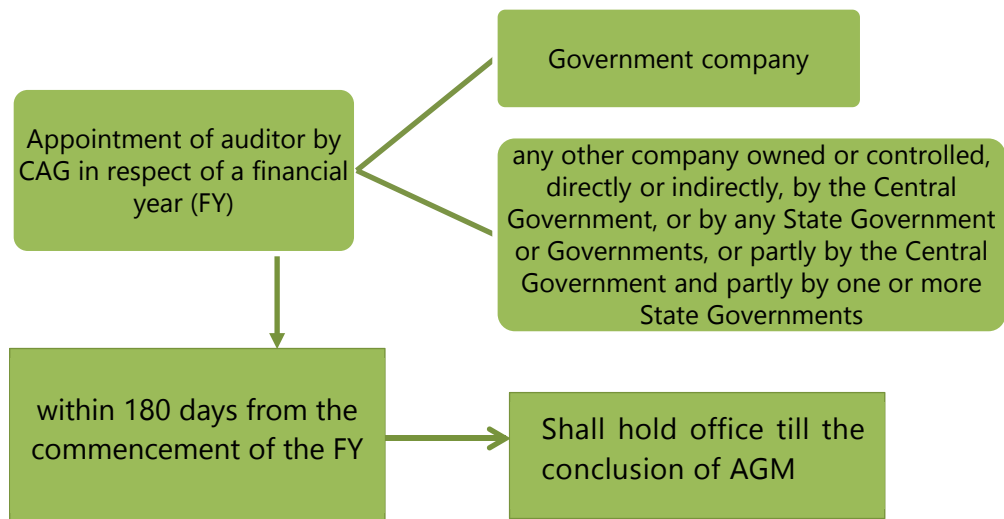 Government company
Appointment of auditor by
CAG in respect of a financial
year (FY)
any other company owned or controlled,
directly or indirectly, by the Central
Government, or by any State Government
or Governments, or partly by the Central
Government and partly by one or more
State Governments
within 180 days from the
commencement of the FY
Shall hold office till the
conclusion of AGM